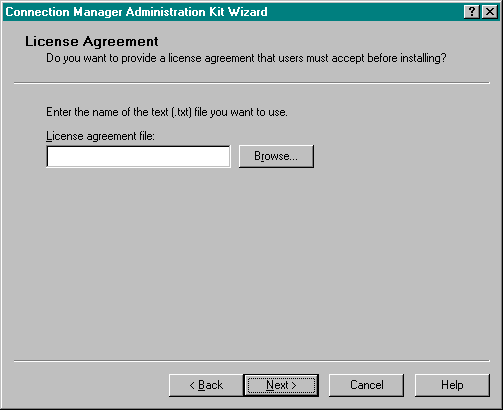 Connection Manager Administration Kit Wizard
License Agreement
Do you want to provide a license agreement that users must accept before installing?
Enter the name of the text (.txt) file you want to use.
License agreement file:
Browse...
< Back Next > Cancel Help